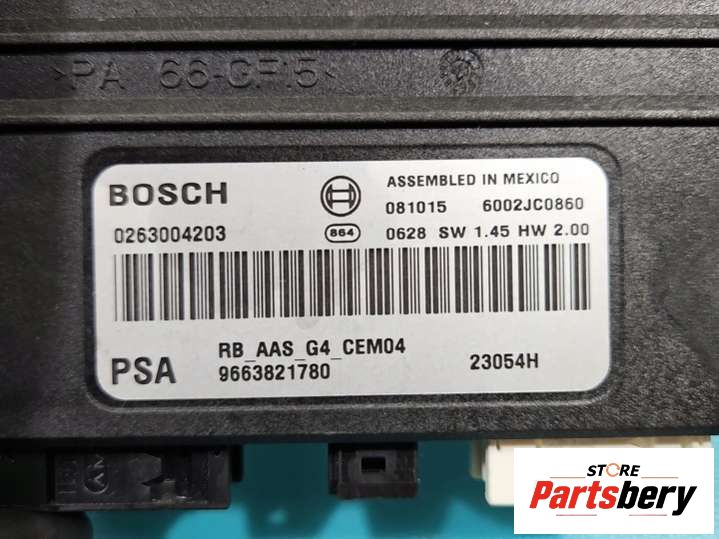 >PA 66-GF15<
BOSCH
ASSEMBLED IN MEXICO
081015 6002JC0860
0263004203
864
0628 SW 1.45 HW 2.00
RB_AAS_G4_CEM04
PSA
9663821780
23054H
STORE
Partsbery